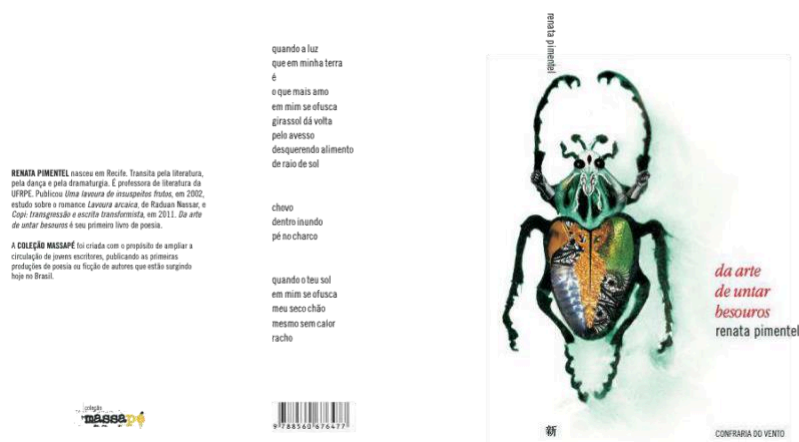 RENATA PIMENTEL nasceu em Recife. Transita pela literatura,
pela dança e pela dramaturgia. É professora de literatura da
UFRPE. Publicou Uma lavoura de insuspeitos frutos, em 2002,
estudo sobre o romance Lavoura arcaica, de Raduan Nassar, e
Copi: transgressão e escrita transformista, em 2011. Da arte
de untar besouros é seu primeiro livro de poesia.
A COLEÇÃO MASSAPÉ foi criada com o propósito de ampliar a
circulação de jovens escritores, publicando as primeiras
produções de poesia ou ficção de autores que estão surgindo
hoje no Brasil.
coleção
massapé
quando a luz
que em minha terra
é
o que mais amo
em mim se ofusca
girassol dá volta
pelo avesso
desquerendo alimento
de raio de sol
chovo
dentro inundo
pé no charco
quando o teu sol
em mim se ofusca
meu seco chão
mesmo sem calor
racho
9 788560 676477
renata pimentel
新
da arte
de untar
besouros
renata pimentel
CONFRARIA DO VENTO